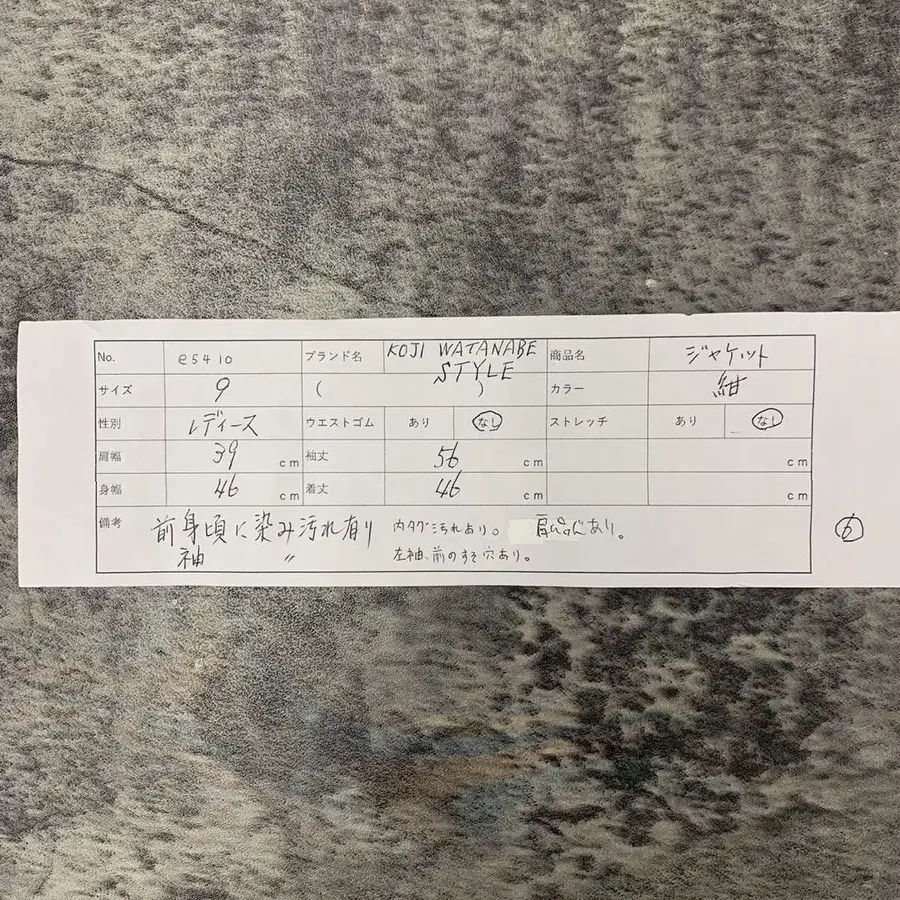 No. e5410 ブランド名 KOJI WATANABE STYLE 商品名 ジャケット
サイズ 9 ( ) カラー 紺
性別 レディース ウエストゴム あり なし ストレッチ あり なし
肩幅 39 cm 袖丈 56 cm cm
身幅 46 cm 着丈 46 cm cm
備考 前身頃に染み汚れ有り 内タグ汚れあり。 あり。
袖 〃 左袖、前のすそ穴あり。
6